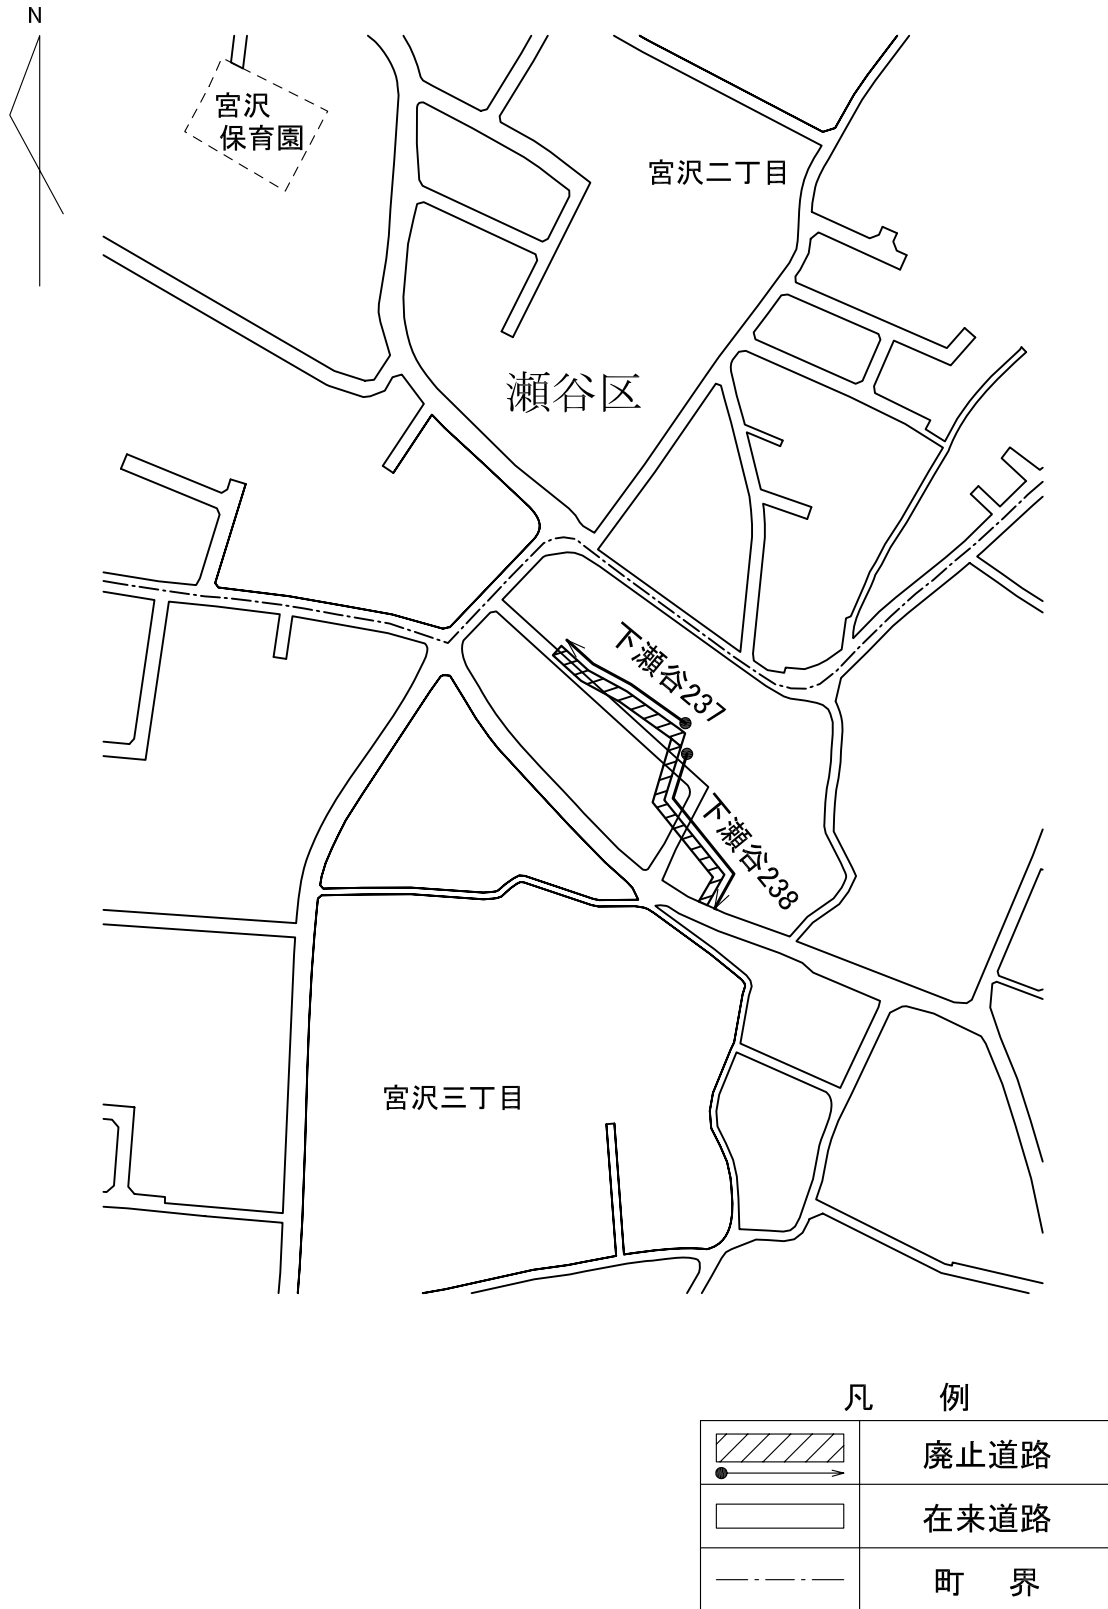 N
宮沢
保育園
宮沢二丁目
瀬谷区
下瀬谷237
下瀬谷238
宮沢三丁目
凡 例
廃止道路
在来道路
町 界